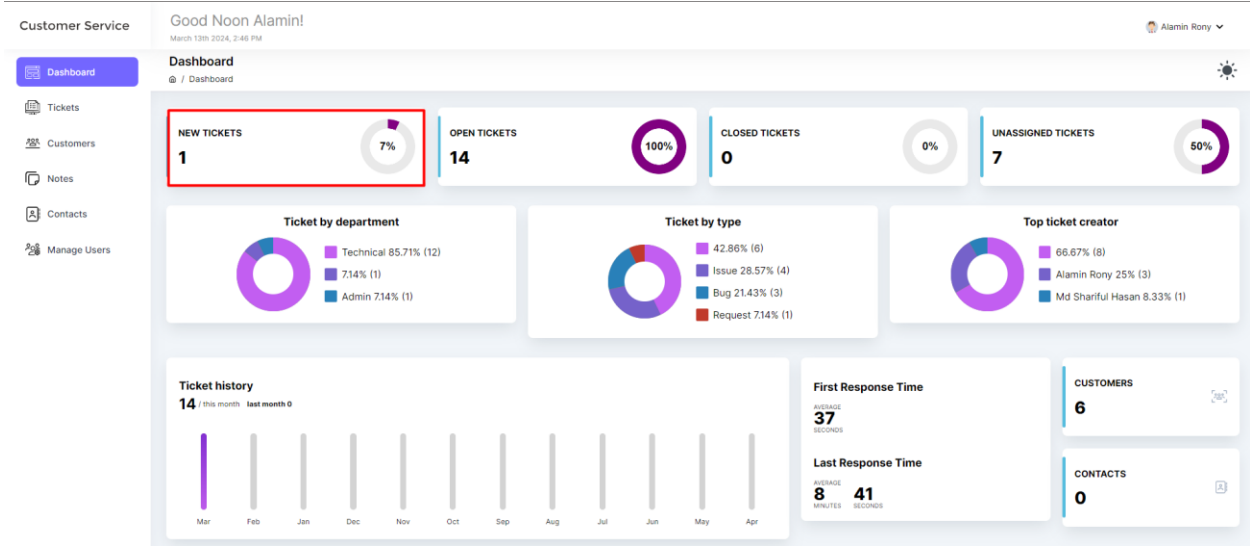 Customer Service
Good Noon Alamin!
March 13th 2024, 2:46 PM
Alamin Rony
Dashboard
Tickets
Customers
Notes
Contacts
Manage Users
Dashboard
/ Dashboard
NEW TICKETS
1
7%
OPEN TICKETS
14
100%
CLOSED TICKETS
0
0%
UNASSIGNED TICKETS
7
50%
Ticket by department
Technical 85.71% (12)
7.14% (1)
Admin 7.14% (1)
Ticket by type
42.86% (6)
Issue 28.57% (4)
Bug 21.43% (3)
Request 7.14% (1)
Top ticket creator
66.67% (8)
Alamin Rony 25% (3)
Md Shariful Hasan 8.33% (1)
Ticket history
14 / this month last month 0
Mar Feb Jan Dec Nov Oct Sep Aug Jul Jun May Apr
First Response Time
AVERAGE
37
SECONDS
Last Response Time
AVERAGE
8 41
MINUTES SECONDS
CUSTOMERS
6
CONTACTS
0